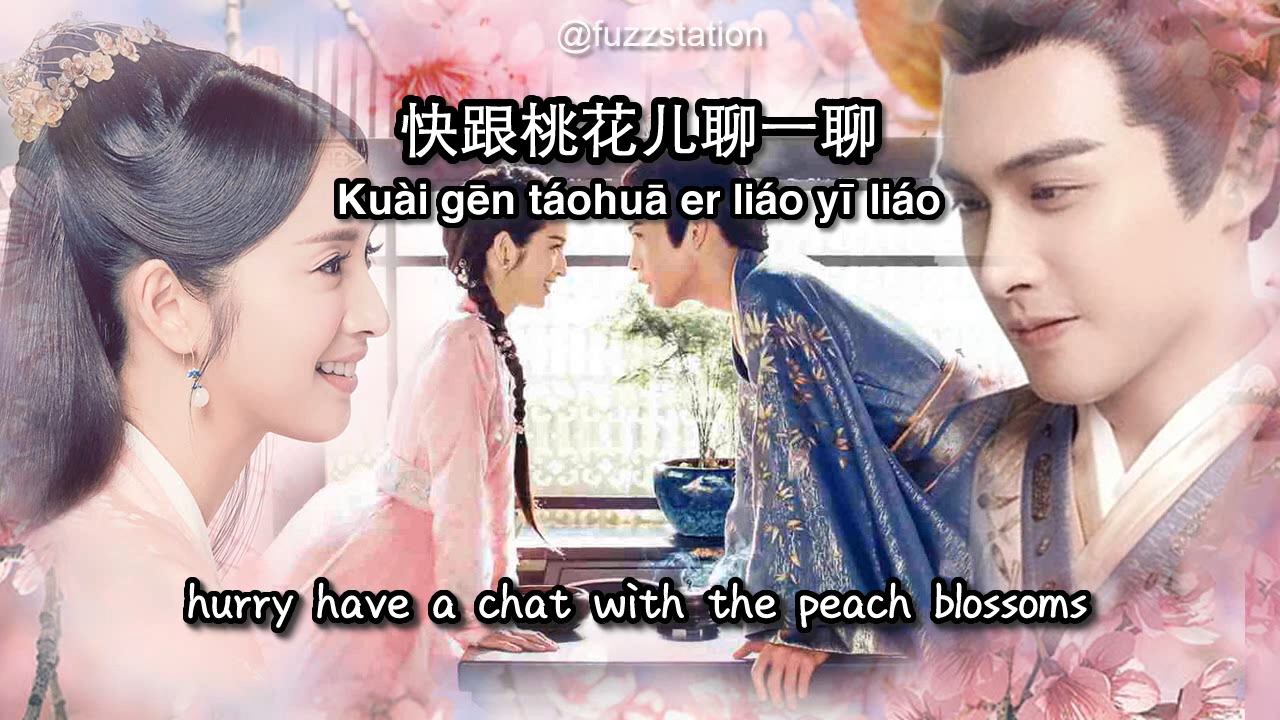 @fuzzstation
快跟桃花儿聊一聊
Kuài gēn táohuā er liáo yī liáo
hurry have a chat with the peach blossoms